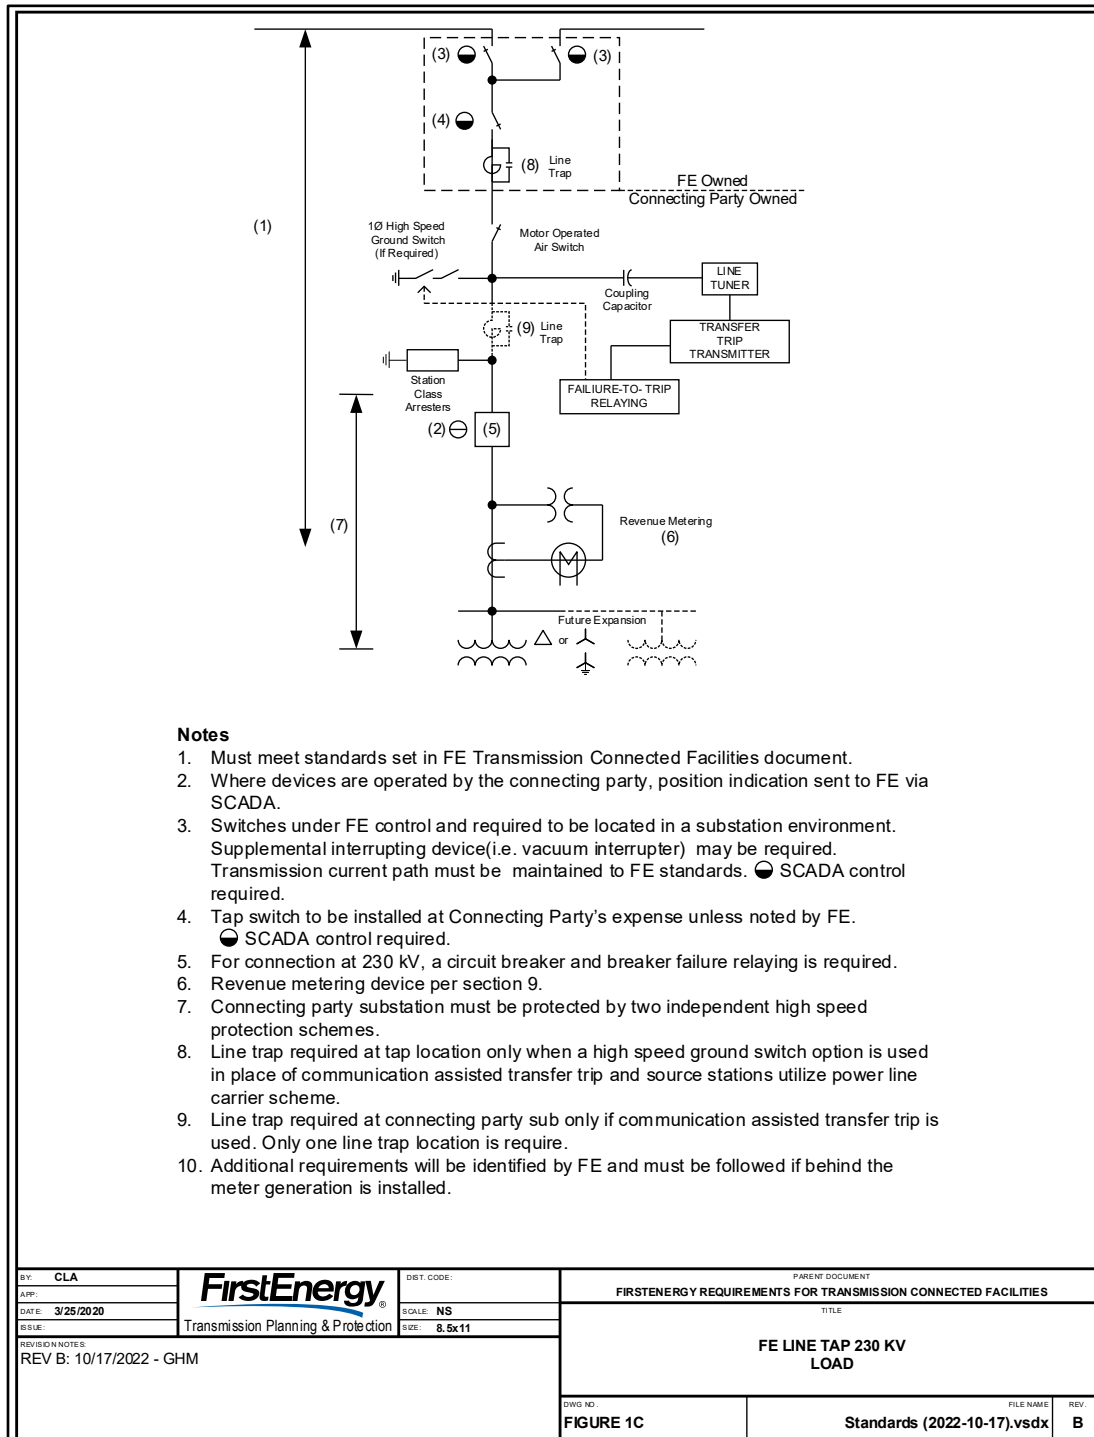 (3)
(3)
(4)
(8)
Line
Trap
FE Owned
Connecting Party Owned
(1)
1Ø High Speed
Ground Switch
(If Required)
Motor Operated
Air Switch
Coupling
Capacitor
LINE
TUNER
TRANSFER
TRIP
TRANSMITTER
(9)
Line
Trap
Station
Class
Arresters
FAILIURE-TO- TRIP
RELAYING
(2)
(5)
(7)
Revenue Metering
(6)
Future Expansion
or
Notes
1. Must meet standards set in FE Transmission Connected Facilities document.
2. Where devices are operated by the connecting party, position indication sent to FE via
SCADA.
3. Switches under FE control and required to be located in a substation environment.
Supplemental interrupting device(i.e. vacuum interrupter) may be required.
Transmission current path must be maintained to FE standards. SCADA control
required.
4. Tap switch to be installed at Connecting Party's expense unless noted by FE.
SCADA control required.
5. For connection at 230 kV, a circuit breaker and breaker failure relaying is required.
6. Revenue metering device per section 9.
7. Connecting party substation must be protected by two independent high speed
protection schemes.
8. Line trap required at tap location only when a high speed ground switch option is used
in place of communication assisted transfer trip and source stations utilize power line
carrier scheme.
9. Line trap required at connecting party sub only if communication assisted transfer trip is
used. Only one line trap location is require.
10. Additional requirements will be identified by FE and must be followed if behind the
meter generation is installed.
BY: CLA
APP:
DATE: 3/25/2020
ISSUE:
FirstEnergy®
Transmission Planning & Protection
DIST. CODE:
SCALE: NS
SIZE: 8.5x11
REVISION NOTES:
REV B: 10/17/2022 - GHM
PARENT DOCUMENT
FIRSTENERGY REQUIREMENTS FOR TRANSMISSION CONNECTED FACILITIES
TITLE
FE LINE TAP 230 KV
LOAD
DWG NO.
FIGURE 1C
FILE NAME
Standards (2022-10-17).vsdx
REV.
B